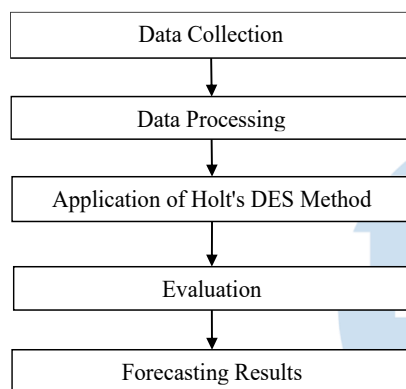 Data Collection
Data Processing
Application of Holt's DES Method
Evaluation
Forecasting Results